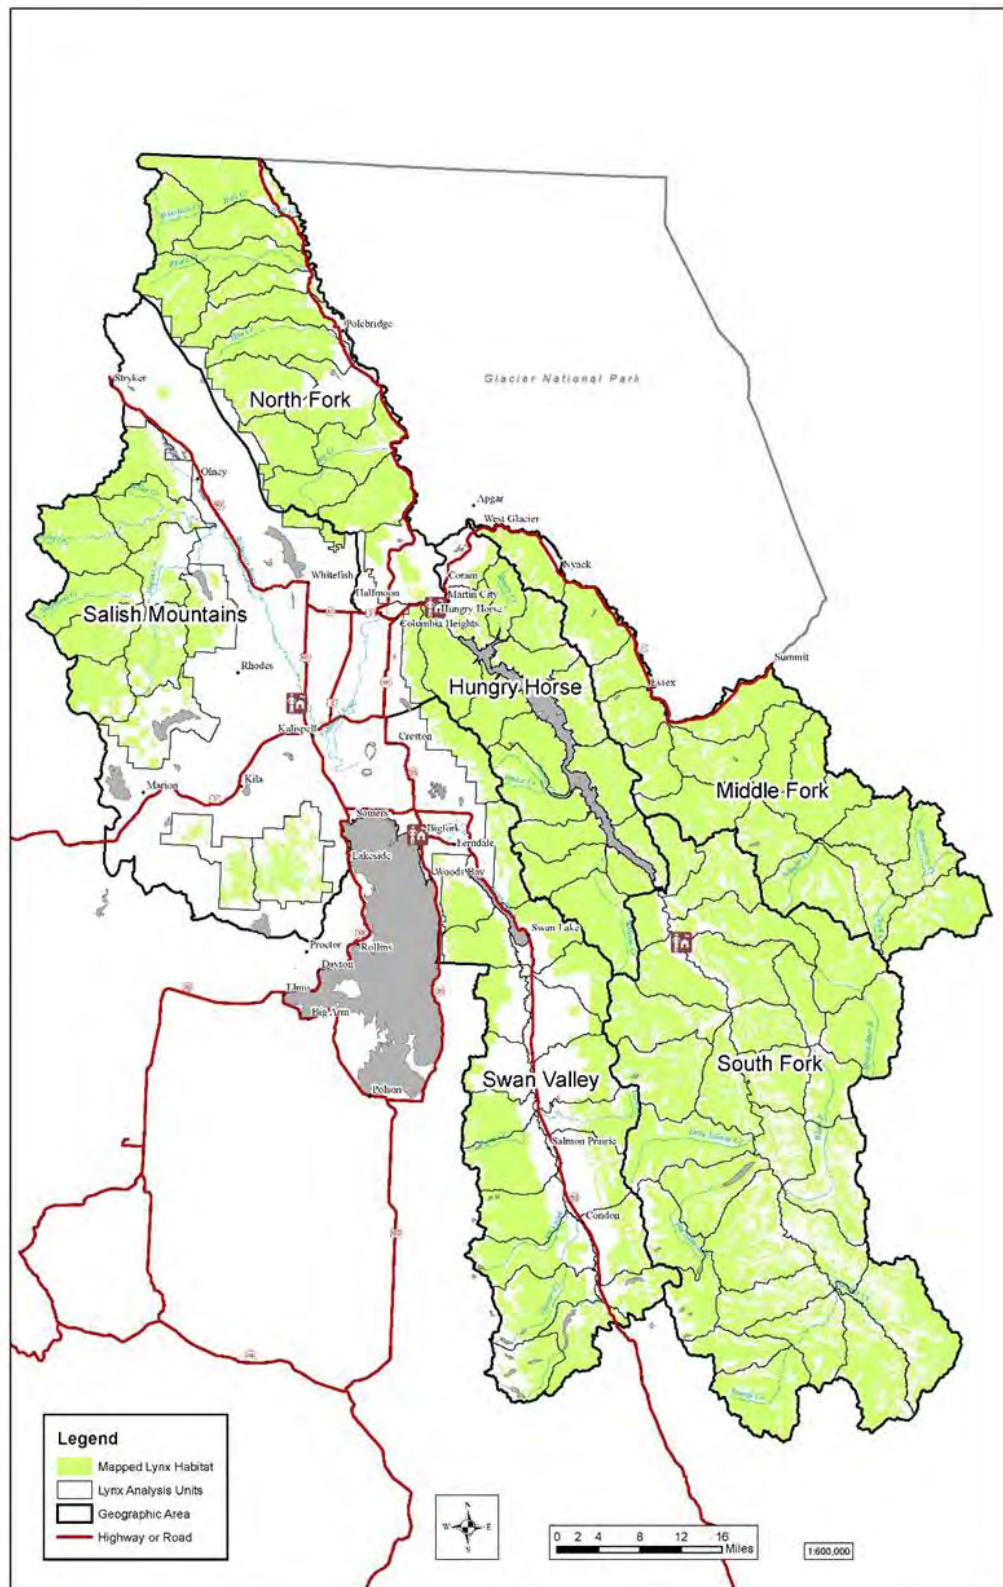 Polebridge
Glacier National Park
Stryker
North Fork
Olney
Apgar
West Glacier
Nyack
Whitefish
Coram
Halfmoon
Martin City
Hungry Horse
Columbia Heights
Salish Mountains
Summit
Rhodes
Hungry Horse
Essex
Kalispell
Creston
Middle Fork
Marion
Kila
Somers
Bigfork
Ferndale
Lakeside
Woods Bay
Swan Lake
Proctor
Rollins
Dayton
Elmo
Big Arm
South Fork
Swan Valley
Polson
Salmon Prairie
Condon
Legend
Mapped Lynx Habitat
Lynx Analysis Units
Geographic Area
Highway or Road
N
W E
S
0 2 4 8 12 16
Miles
1:600,000